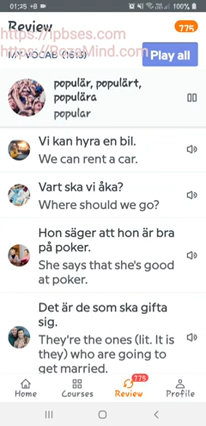 01:45 +B 100%
Review
775
https://ipbses.com
MY VOCAB (1613)
Play all
https://RozaMind.com
populär, populärt,
populära
popular
Vi kan hyra en bil.
We can rent a car.
Vart ska vi åka?
Where should we go?
Hon säger att hon är bra
på poker.
She says that she's good
at poker.
Det är de som ska gifta
sig.
They're the ones (lit. It is
they) who are going to
get married.
775
Home Courses Review Profile